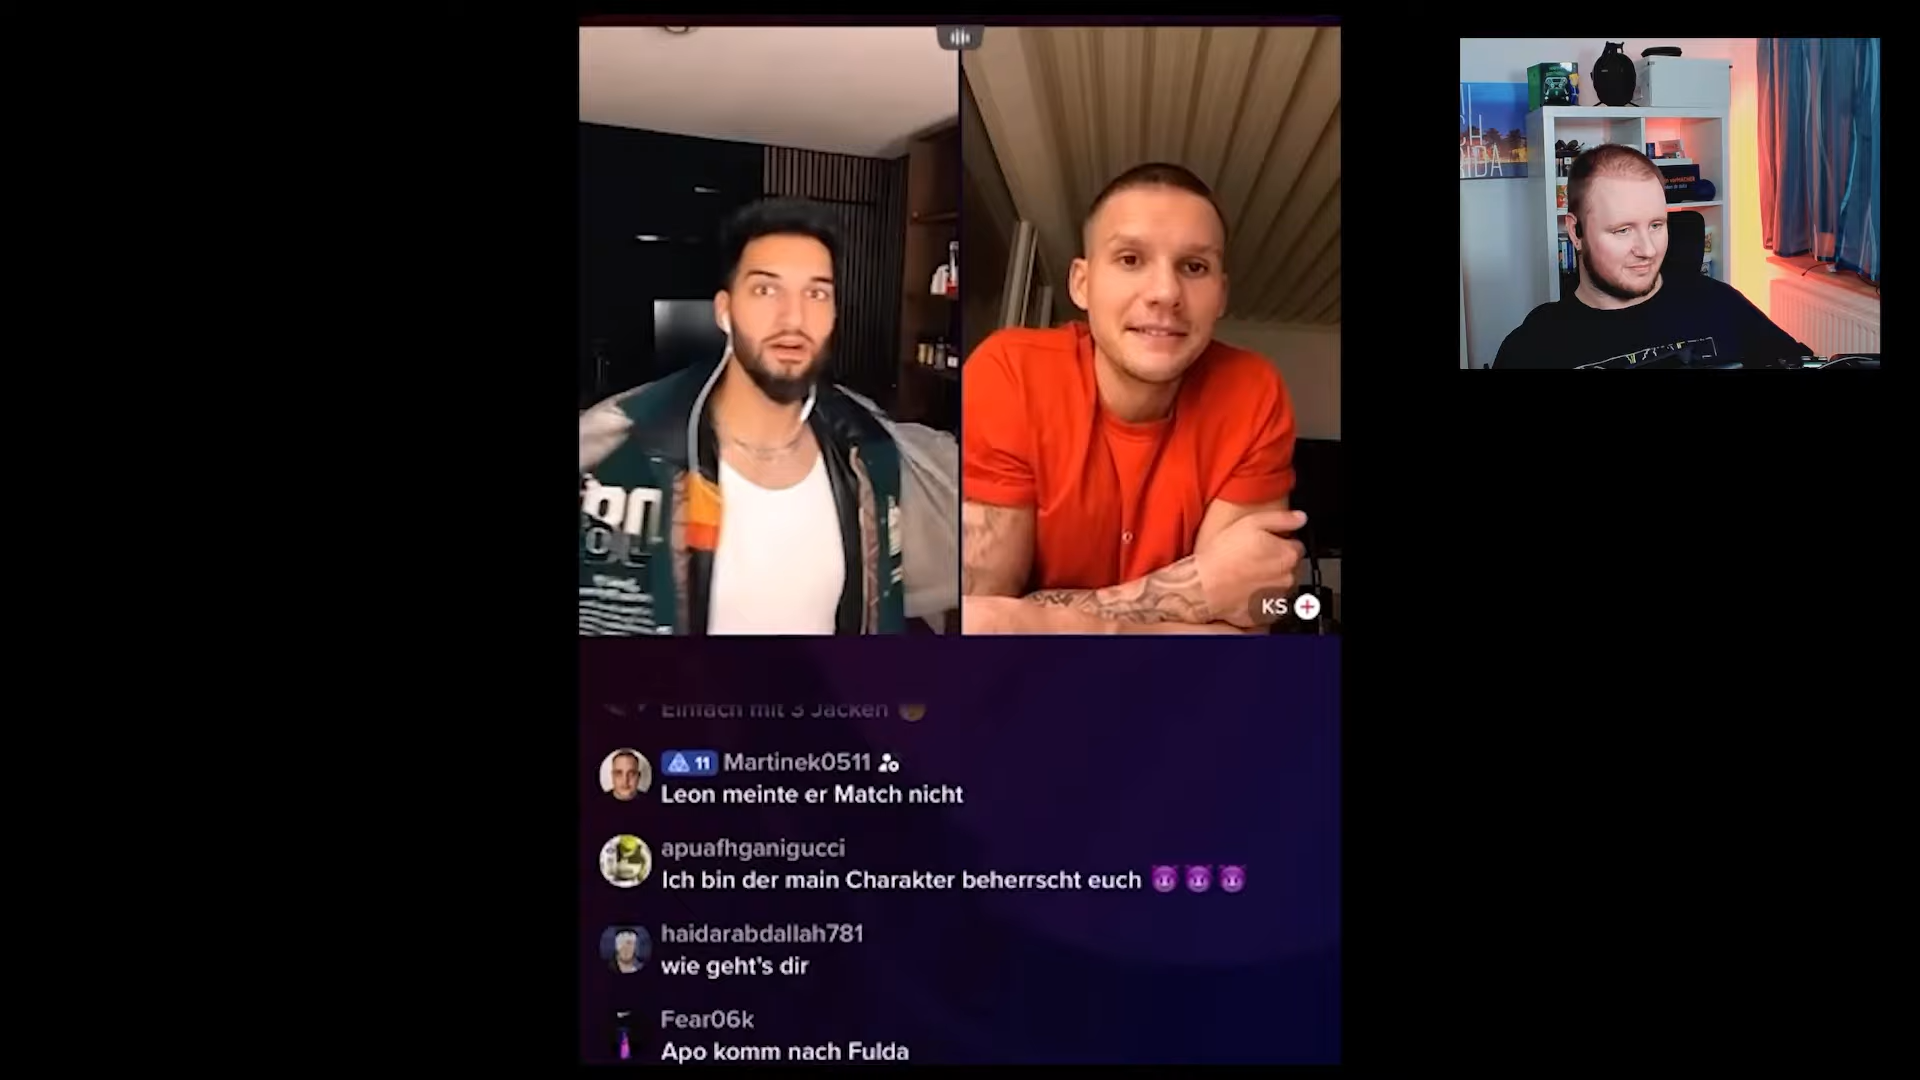 KS
Einfach mit 3 Jacken
11 Martinek0511
Leon meinte er Match nicht
apuafhganigucci
Ich bin der main Charakter beherrscht euch 😈😈😈
haidarabdallah781
wie geht's dir
Fear06k
Apo komm nach Fulda